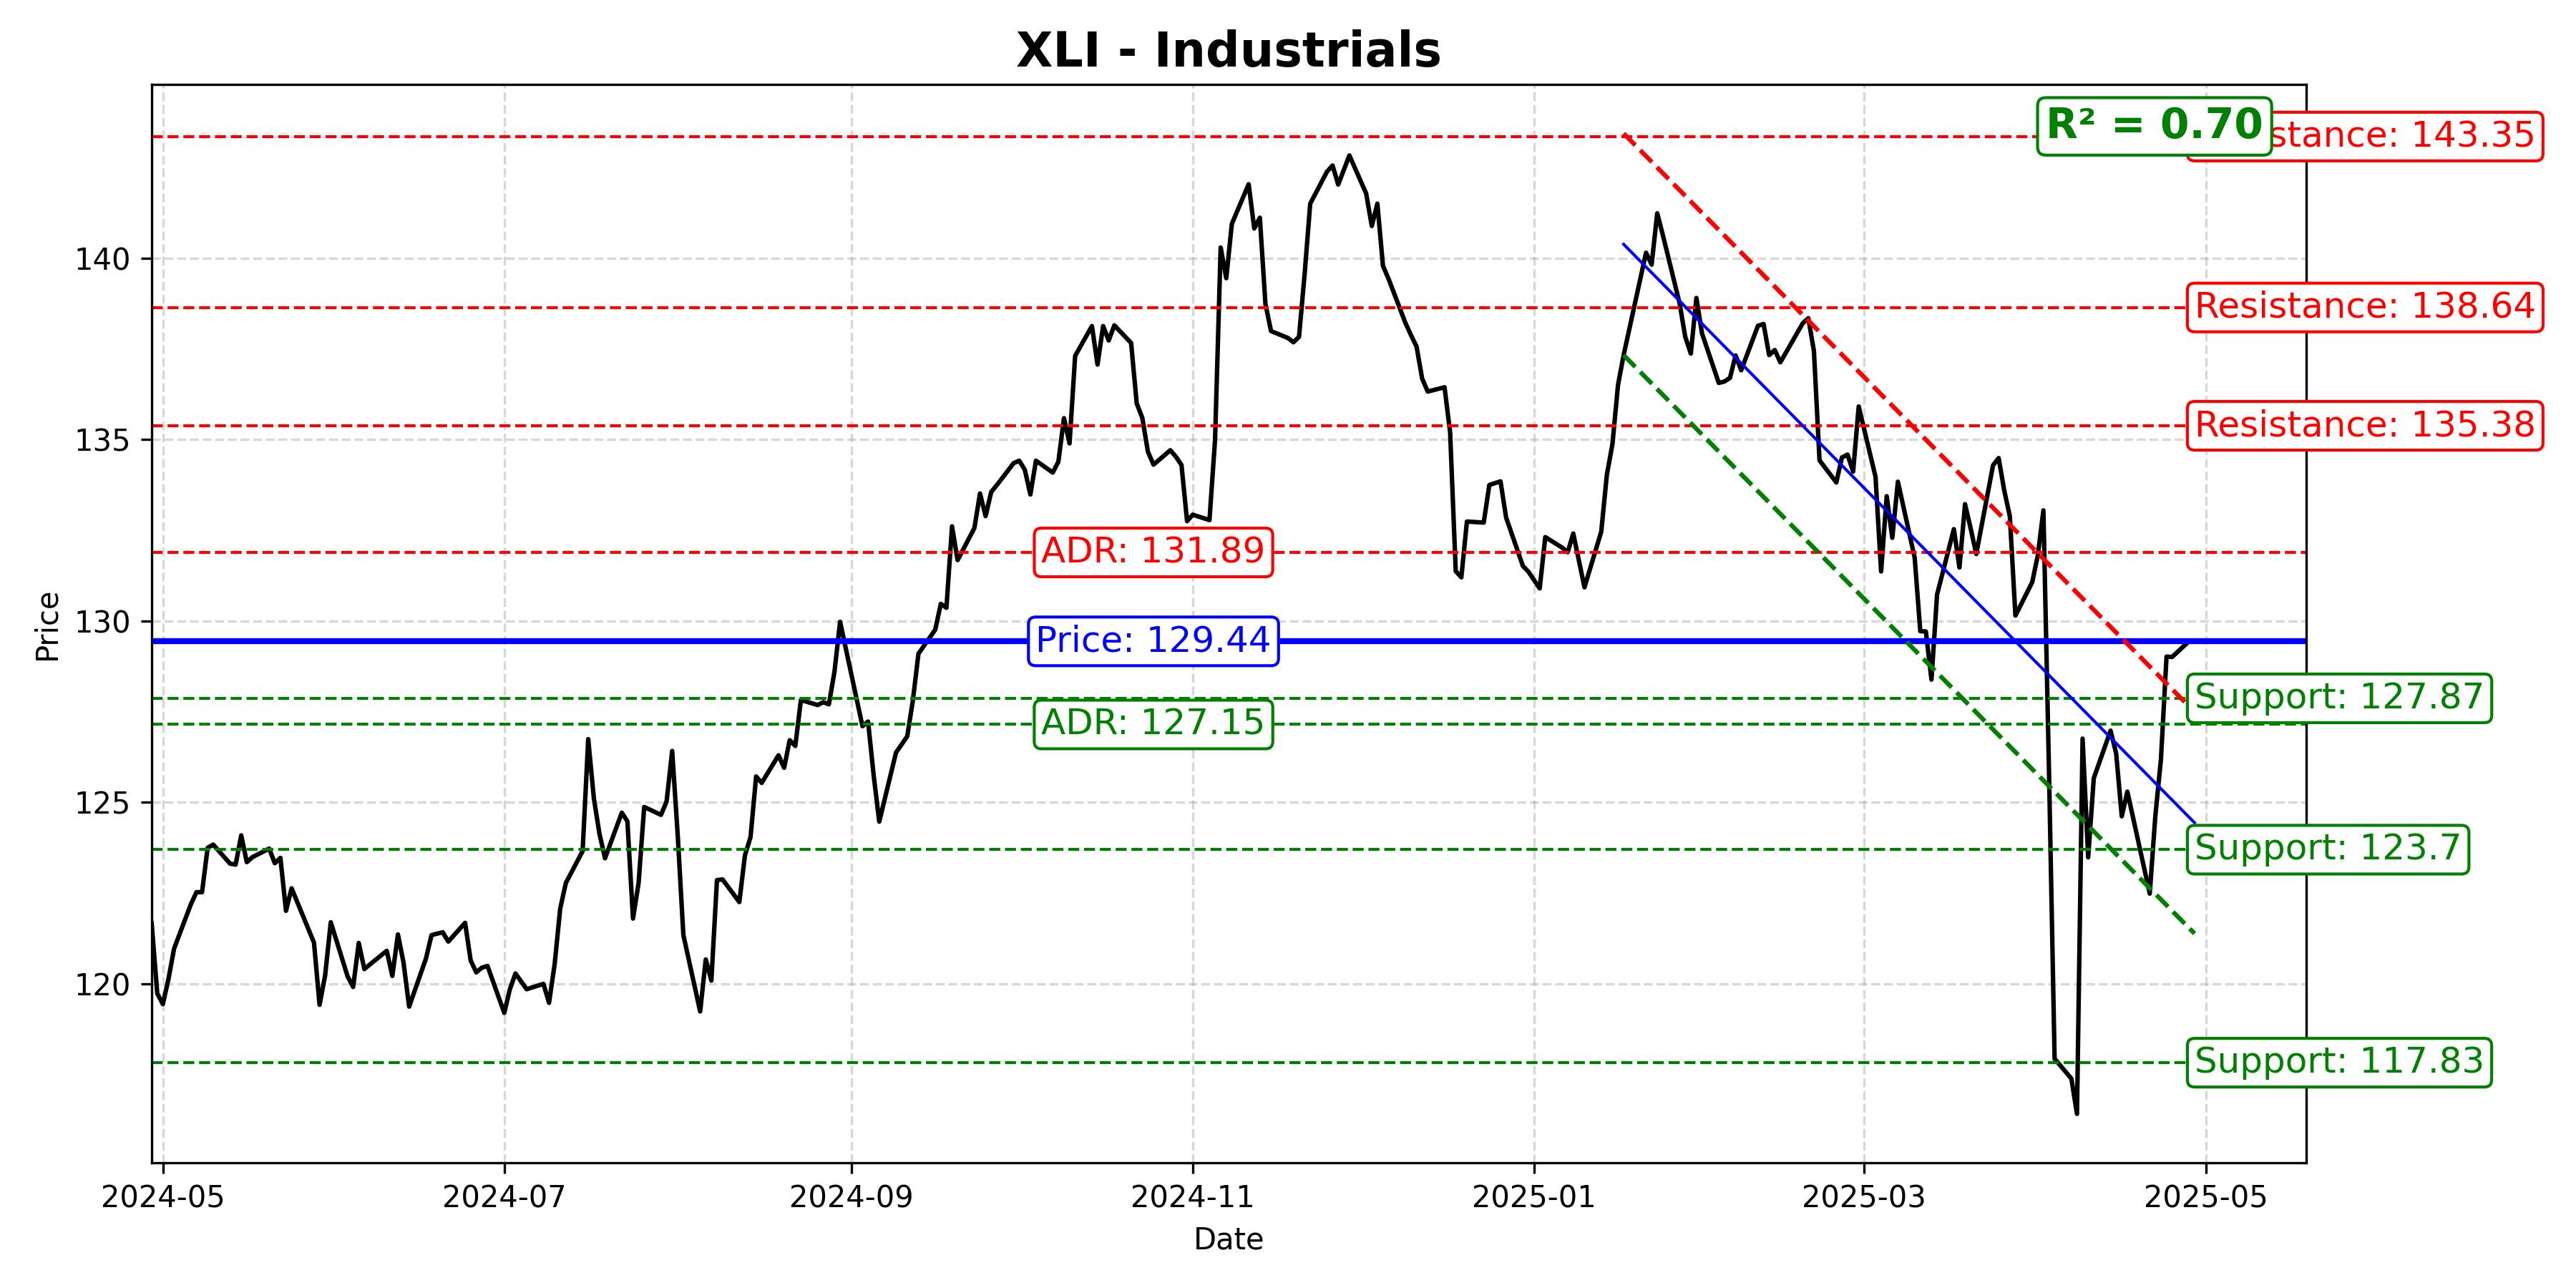 XLI - Industrials
R² = 0.70
stance: 143.35
Resistance: 138.64
Resistance: 135.38
ADR: 131.89
Price: 129.44
Support: 127.87
ADR: 127.15
Support: 123.7
Support: 117.83
Price
140
135
130
125
120
2024-05
2024-07
2024-09
2024-11
2025-01
2025-03
2025-05
Date